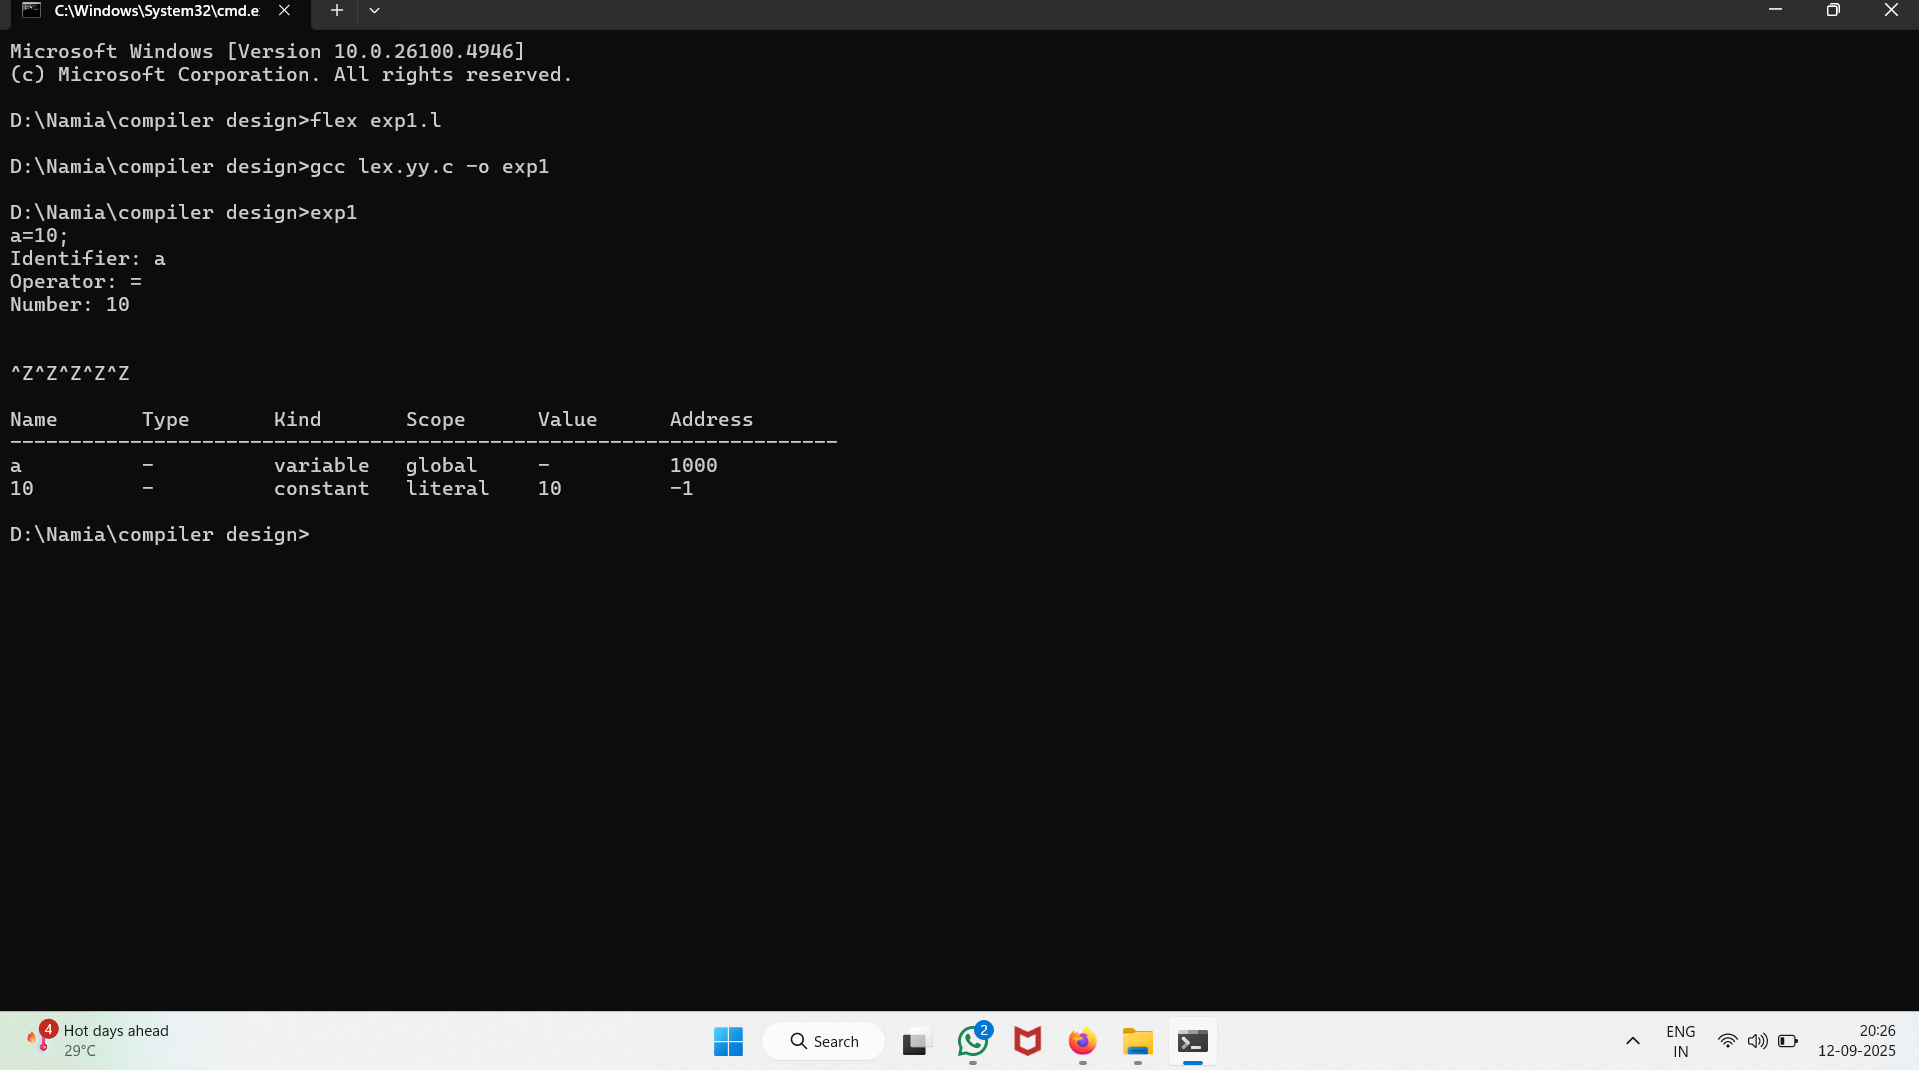 C:\Windows\System32\cmd.e
Microsoft Windows [Version 10.0.26100.4946]
(c) Microsoft Corporation. All rights reserved.
D:\Namia\compiler design>flex exp1.l
D:\Namia\compiler design>gcc lex.yy.c -o exp1
D:\Namia\compiler design>exp1
a=10;
Identifier: a
Operator: =
Number: 10
^Z^Z^Z^Z^Z
Name Type Kind Scope Value Address
---------------------------------------------------------------------
a - variable global - 1000
10 - constant literal 10 -1
D:\Namia\compiler design>
4 Hot days ahead
29°C
Search
2
ENG
IN
20:26
12-09-2025